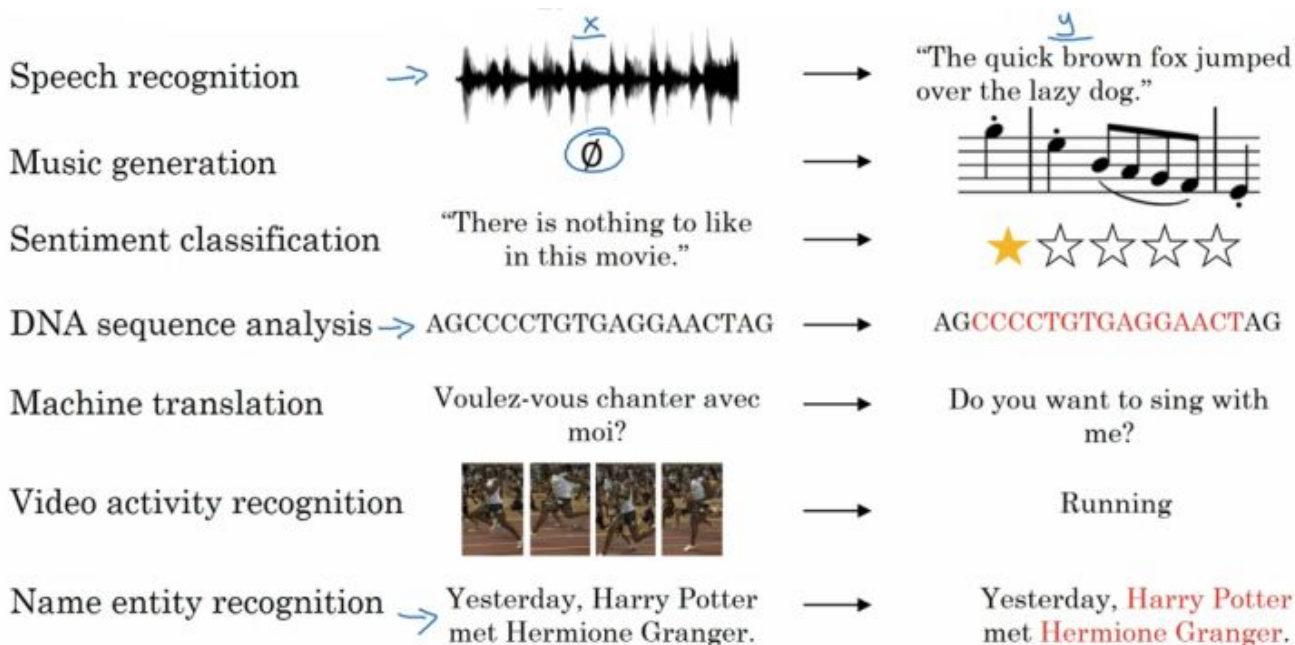 x
y
Speech recognition
“The quick brown fox jumped
over the lazy dog.”
Music generation
Ø
Sentiment classification
“There is nothing to like
in this movie.”
DNA sequence analysis
AGCCCCTGTGAGGAACTAG
AGCCCCTGTGAGGAACTAG
Machine translation
Voulez-vous chanter avec
moi?
Do you want to sing with
me?
Video activity recognition
Running
Name entity recognition
Yesterday, Harry Potter
met Hermione Granger.
Yesterday, Harry Potter
met Hermione Granger.